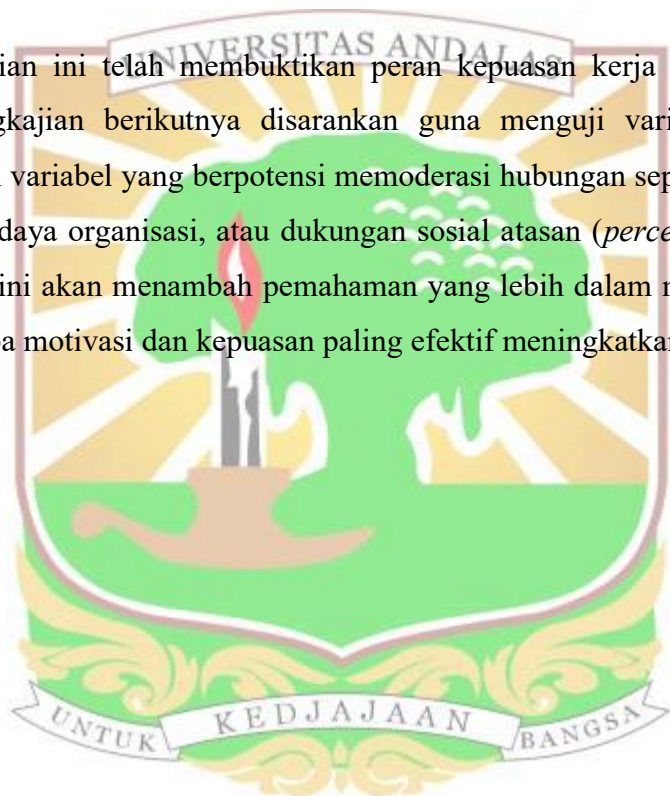 UNIVERSITAS ANDALAS
ian ini telah membuktikan peran kepuasan kerja
gkajian berikutnya disarankan guna menguji vari
variabel yang berpotensi memoderasi hubungan sep
daya organisasi, atau dukungan sosial atasan (perce
ini akan menambah pemahaman yang lebih dalam
pa motivasi dan kepuasan paling efektif meningkatkan
UNTUK KEDJAJAAN BANGSA